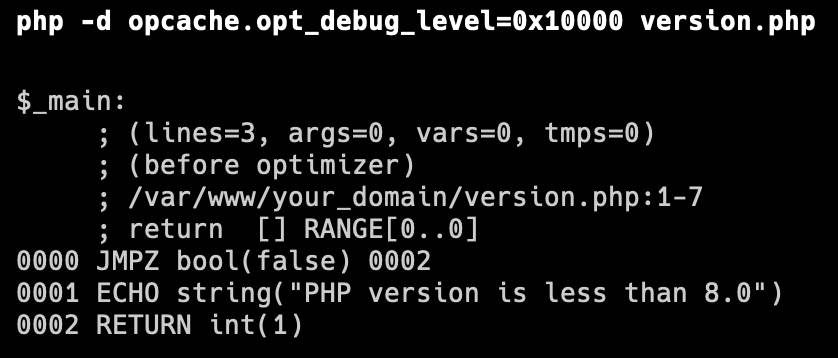 php -d opcache.opt_debug_level=0x10000 version.php
$_main:
; (lines=3, args=0, vars=0, tmps=0)
; (before optimizer)
; /var/www/your_domain/version.php:1-7
; return  [] RANGE[0..0]
0000 JMPZ bool(false) 0002
0001 ECHO string("PHP version is less than 8.0")
0002 RETURN int(1)